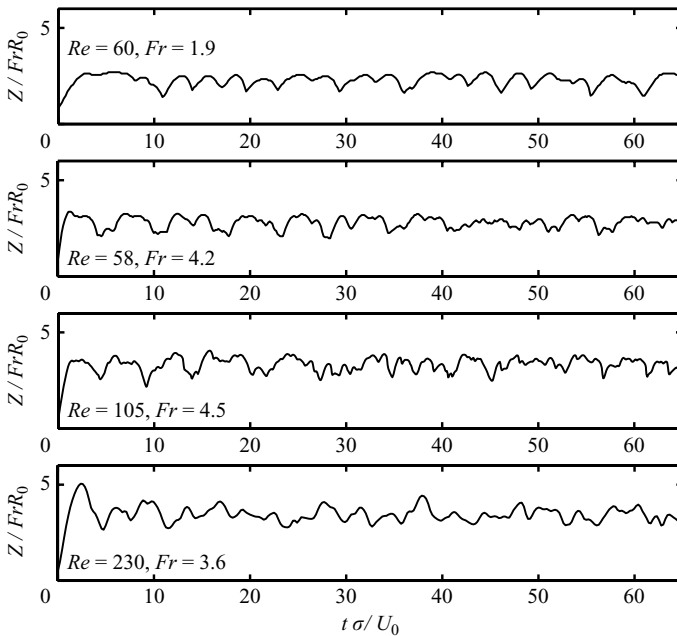 5
Z / FrR0
Re = 60, Fr = 1.9
0 10 20 30 40 50 60
5
Z / FrR0
Re = 58, Fr = 4.2
0 10 20 30 40 50 60
5
Z / FrR0
Re = 105, Fr = 4.5
0 10 20 30 40 50 60
5
Z / FrR0
Re = 230, Fr = 3.6
0 10 20 30 40 50 60
t σ/ U0